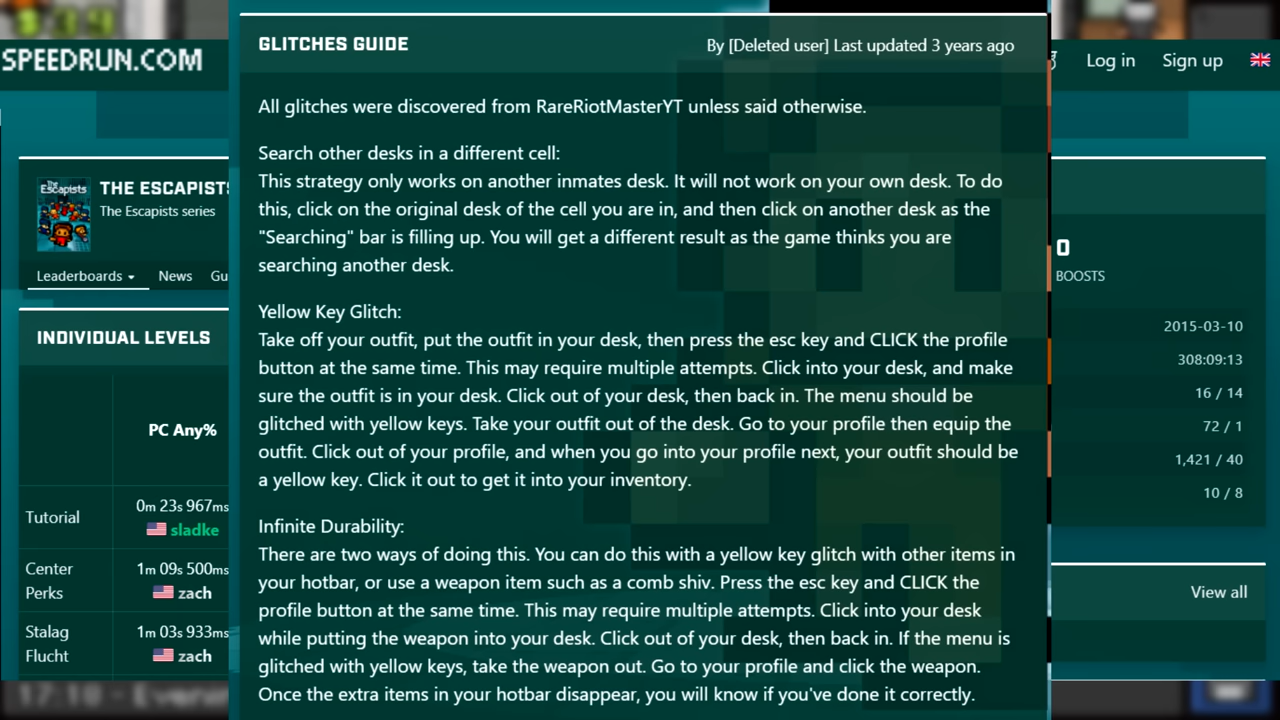 SPEEDRUN.COM
Log in
Sign up
THE ESCAPISTS
The Escapists series
Leaderboards
News
Gu
INDIVIDUAL LEVELS
PC Any%
Tutorial
0m 23s 967ms
sladke
Center Perks
1m 09s 500ms
zach
Stalag Flucht
1m 03s 933ms
zach
GLITCHES GUIDE
By [Deleted user] Last updated 3 years ago
All glitches were discovered from RareRiotMasterYT unless said otherwise.
Search other desks in a different cell:
This strategy only works on another inmates desk. It will not work on your own desk. To do
this, click on the original desk of the cell you are in, and then click on another desk as the
"Searching" bar is filling up. You will get a different result as the game thinks you are
searching another desk.
Yellow Key Glitch:
Take off your outfit, put the outfit in your desk, then press the esc key and CLICK the profile
button at the same time. This may require multiple attempts. Click into your desk, and make
sure the outfit is in your desk. Click out of your desk, then back in. The menu should be
glitched with yellow keys. Take your outfit out of the desk. Go to your profile then equip the
outfit. Click out of your profile, and when you go into your profile next, your outfit should be
a yellow key. Click it out to get it into your inventory.
Infinite Durability:
There are two ways of doing this. You can do this with a yellow key glitch with other items in
your hotbar, or use a weapon item such as a comb shiv. Press the esc key and CLICK the
profile button at the same time. This may require multiple attempts. Click into your desk
while putting the weapon into your desk. Click out of your desk, then back in. If the menu is
glitched with yellow keys, take the weapon out. Go to your profile and click the weapon.
Once the extra items in your hotbar disappear, you will know if you've done it correctly.
0
BOOSTS
2015-03-10
308:09:13
16 / 14
72 / 1
1,421 / 40
10 / 8
View all